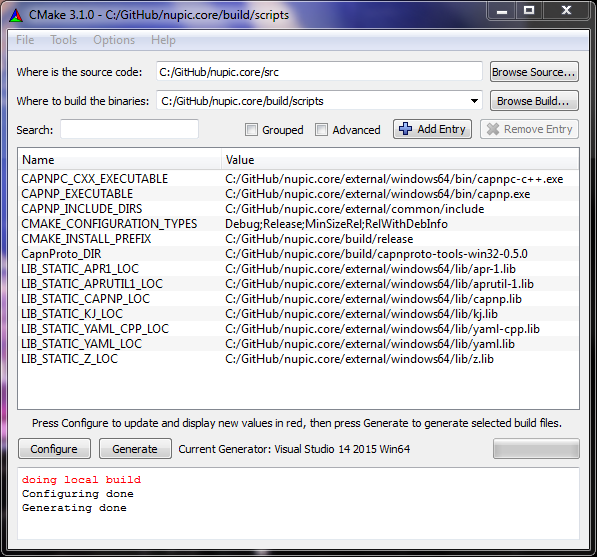 CMake 3.1.0 - C:/GitHub/nupic.core/build/scripts
File Tools Options Help
Where is the source code: C:/GitHub/nupic.core/src Browse Source...
Where to build the binaries: C:/GitHub/nupic.core/build/scripts Browse Build...
Search: Grouped Advanced Add Entry Remove Entry
Name Value
CAPNPC_CXX_EXECUTABLE C:/GitHub/nupic.core/external/windows64/bin/capnpc-c++.exe
CAPNP_EXECUTABLE C:/GitHub/nupic.core/external/windows64/bin/capnp.exe
CAPNP_INCLUDE_DIRS C:/GitHub/nupic.core/external/common/include
CMAKE_CONFIGURATION_TYPES Debug;Release;MinSizeRel;RelWithDebInfo
CMAKE_INSTALL_PREFIX C:/GitHub/nupic.core/build/release
CapnProto_DIR C:/GitHub/nupic.core/build/capnproto-tools-win32-0.5.0
LIB_STATIC_APR1_LOC C:/GitHub/nupic.core/external/windows64/lib/apr-1.lib
LIB_STATIC_APRUTIL1_LOC C:/GitHub/nupic.core/external/windows64/lib/aprutil-1.lib
LIB_STATIC_CAPNP_LOC C:/GitHub/nupic.core/external/windows64/lib/capnp.lib
LIB_STATIC_KJ_LOC C:/GitHub/nupic.core/external/windows64/lib/kj.lib
LIB_STATIC_YAML_CPP_LOC C:/GitHub/nupic.core/external/windows64/lib/yaml-cpp.lib
LIB_STATIC_YAML_LOC C:/GitHub/nupic.core/external/windows64/lib/yaml.lib
LIB_STATIC_Z_LOC C:/GitHub/nupic.core/external/windows64/lib/z.lib
Press Configure to update and display new values in red, then press Generate to generate selected build files.
Configure Generate Current Generator: Visual Studio 14 2015 Win64
doing local build
Configuring done
Generating done